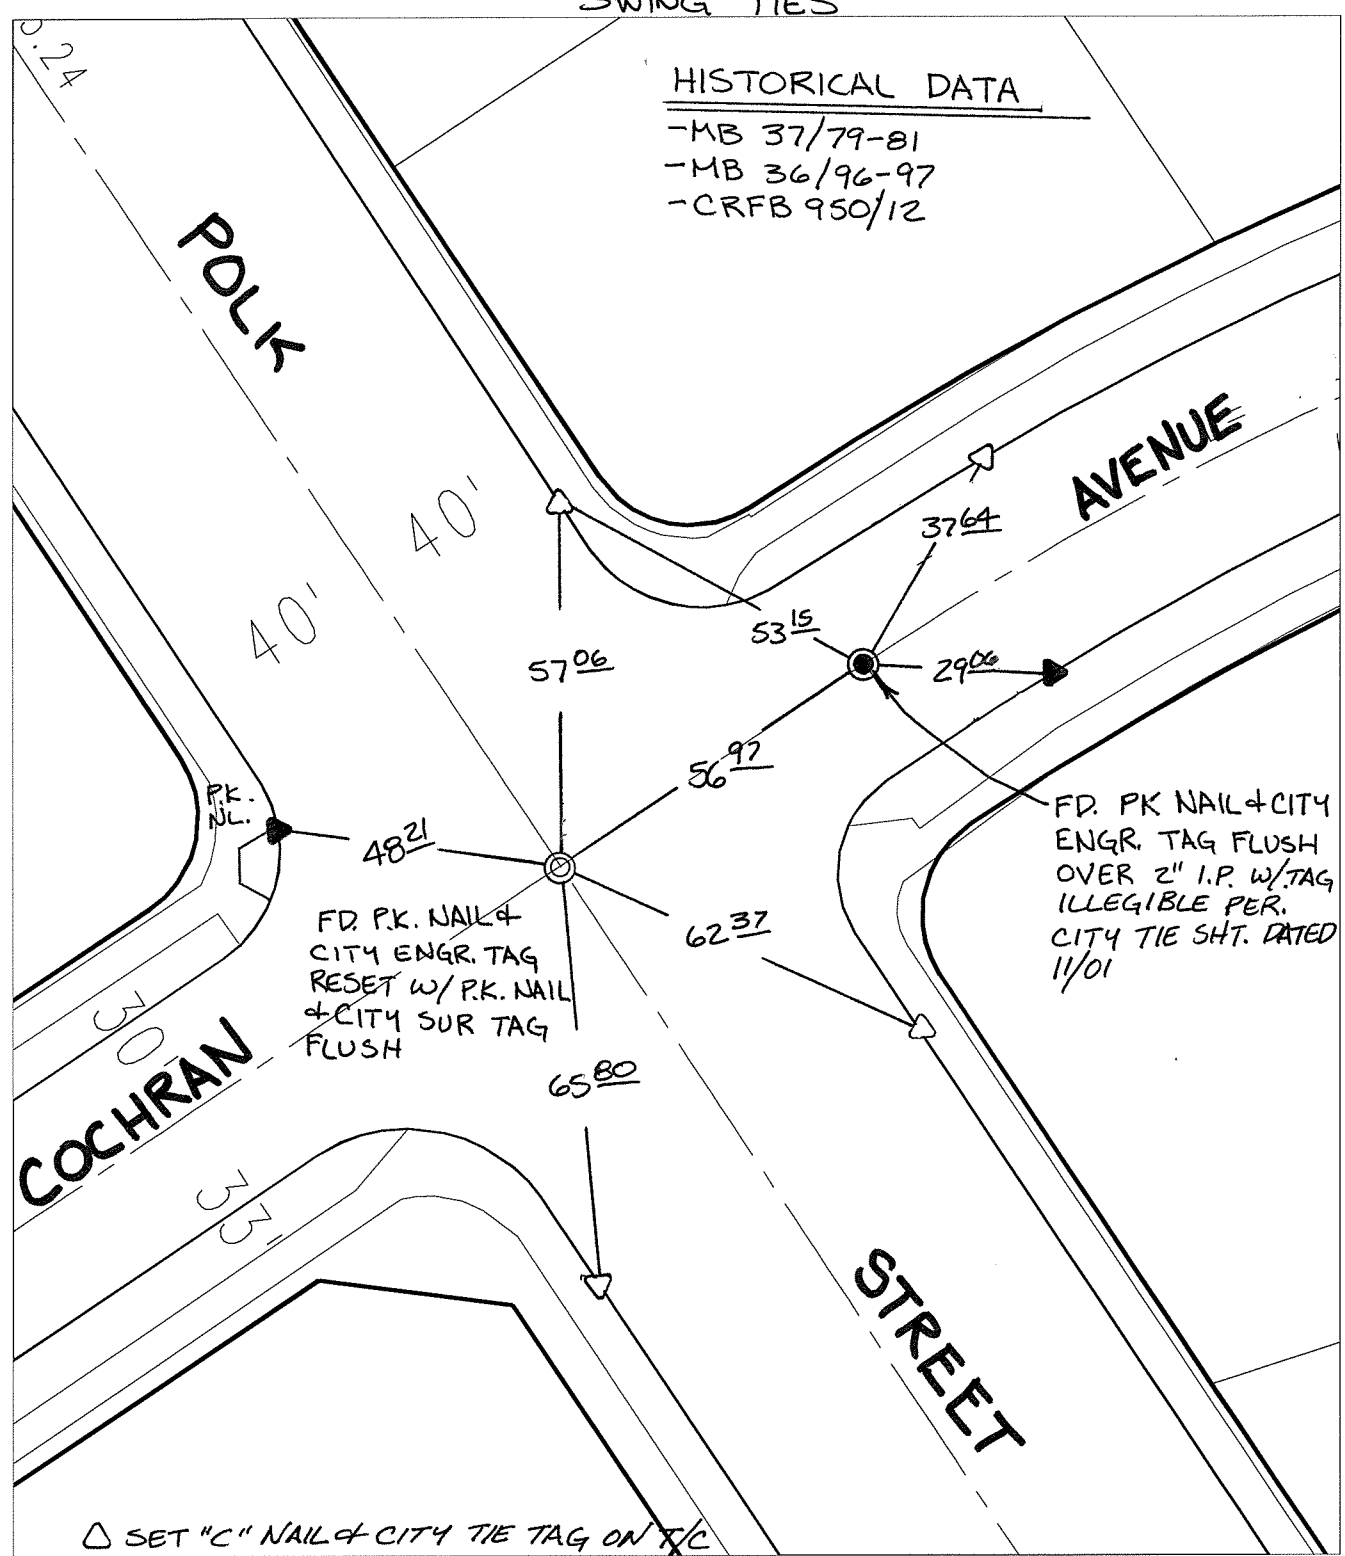 SWING TIES
HISTORICAL DATA
-MB 37/79-81
-MB 36/96-97
-CRFB 950/12
POLK
40'
40'
AVENUE
37 64
53 15
57 06
29 06
56 97
P.K.
NL.
48 21
FD. PK NAIL & CITY
ENGR. TAG FLUSH
OVER 2" I.P. W/TAG
ILLEGIBLE PER.
CITY TIE SHT. DATED
11/01
FD. P.K. NAIL &
CITY ENGR. TAG
RESET W/ P.K. NAIL
& CITY SUR TAG
FLUSH
62 37
30'
COCHRAN
65 80
33'
STREET
△ SET "C" NAIL & CITY TIE TAG ON T/C